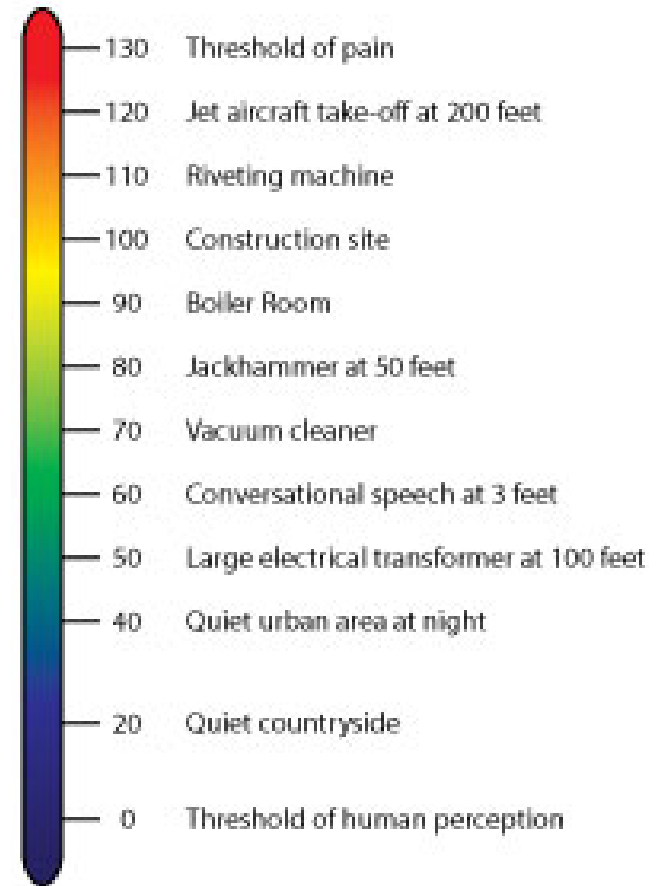 130 Threshold of pain
120 Jet aircraft take-off at 200 feet
110 Riveting machine
100 Construction site
90 Boiler Room
80 Jackhammer at 50 feet
70 Vacuum cleaner
60 Conversational speech at 3 feet
50 Large electrical transformer at 100 feet
40 Quiet urban area at night
20 Quiet countryside
0 Threshold of human perception